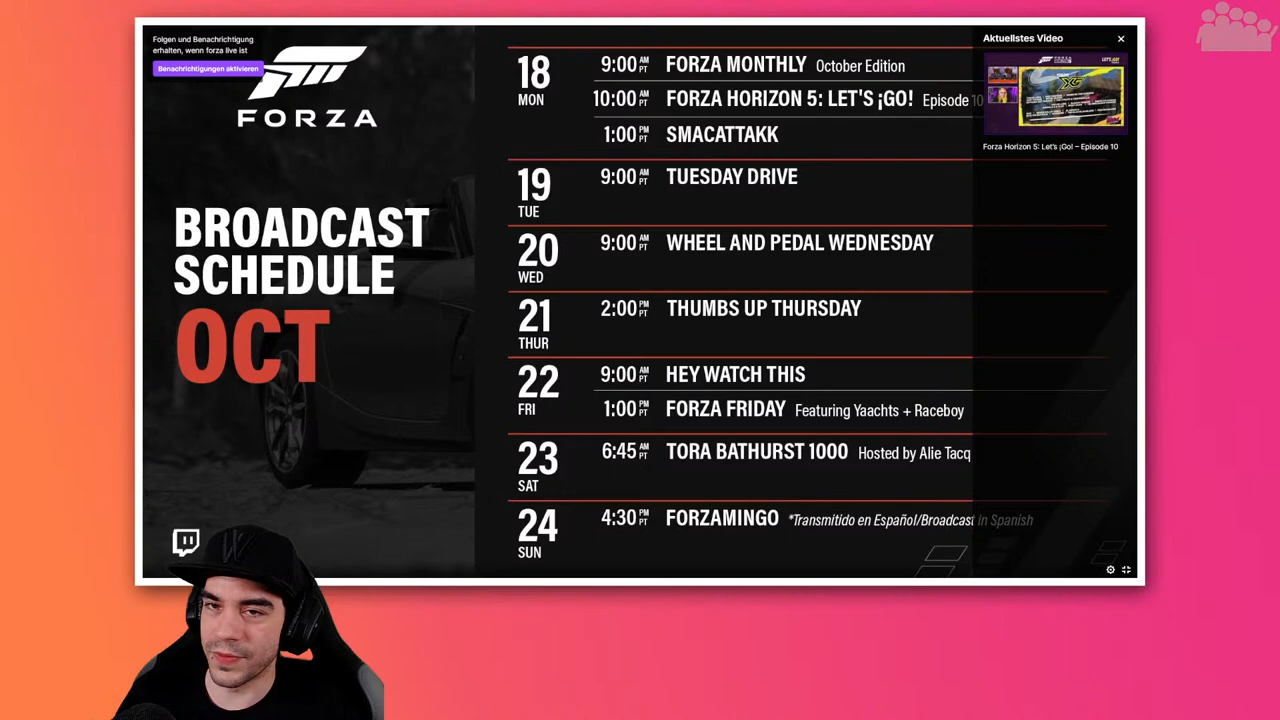 Folgen und Benachrichtigung
erhalten, wenn forza live ist
Benachrichtigungen aktivieren
FORZA
BROADCAST
SCHEDULE
OCT
18
MON
9:00 AM PT FORZA MONTHLY October Edition
10:00 AM PT FORZA HORIZON 5: LET'S ¡GO! Episode 10
1:00 PM PT SMACATTAKK
19
TUE
9:00 AM PT TUESDAY DRIVE
20
WED
9:00 AM PT WHEEL AND PEDAL WEDNESDAY
21
THUR
2:00 PM PT THUMBS UP THURSDAY
22
FRI
9:00 AM PT HEY WATCH THIS
1:00 PM PT FORZA FRIDAY Featuring Yaachts + Raceboy
23
SAT
6:45 AM PT TORA BATHURST 1000 Hosted by Alie Tacq
24
SUN
4:30 PM PT FORZAMINGO *Transmitido en Español/Broadcast in Spanish
Aktuellstes Video
LET'S ¡GO!
Forza Horizon 5: Let's ¡Go! – Episode 10